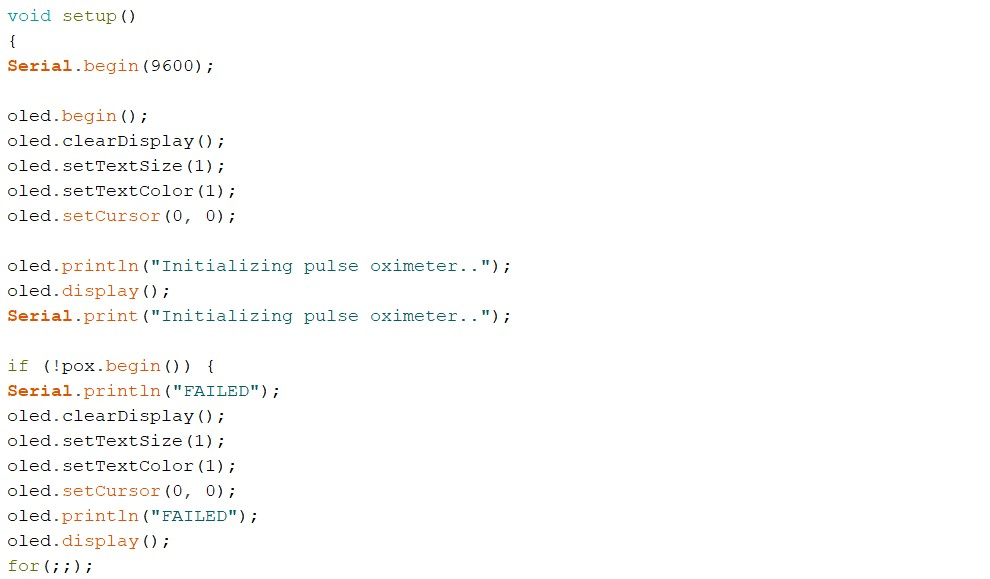 void setup()
{
Serial.begin(9600);
oled.begin();
oled.clearDisplay();
oled.setTextSize(1);
oled.setTextColor(1);
oled.setCursor(0, 0);
oled.println("Initializing pulse oximeter..");
oled.display();
Serial.print("Initializing pulse oximeter..");
if (!pox.begin()) {
Serial.println("FAILED");
oled.clearDisplay();
oled.setTextSize(1);
oled.setTextColor(1);
oled.setCursor(0, 0);
oled.println("FAILED");
oled.display();
for(;;);